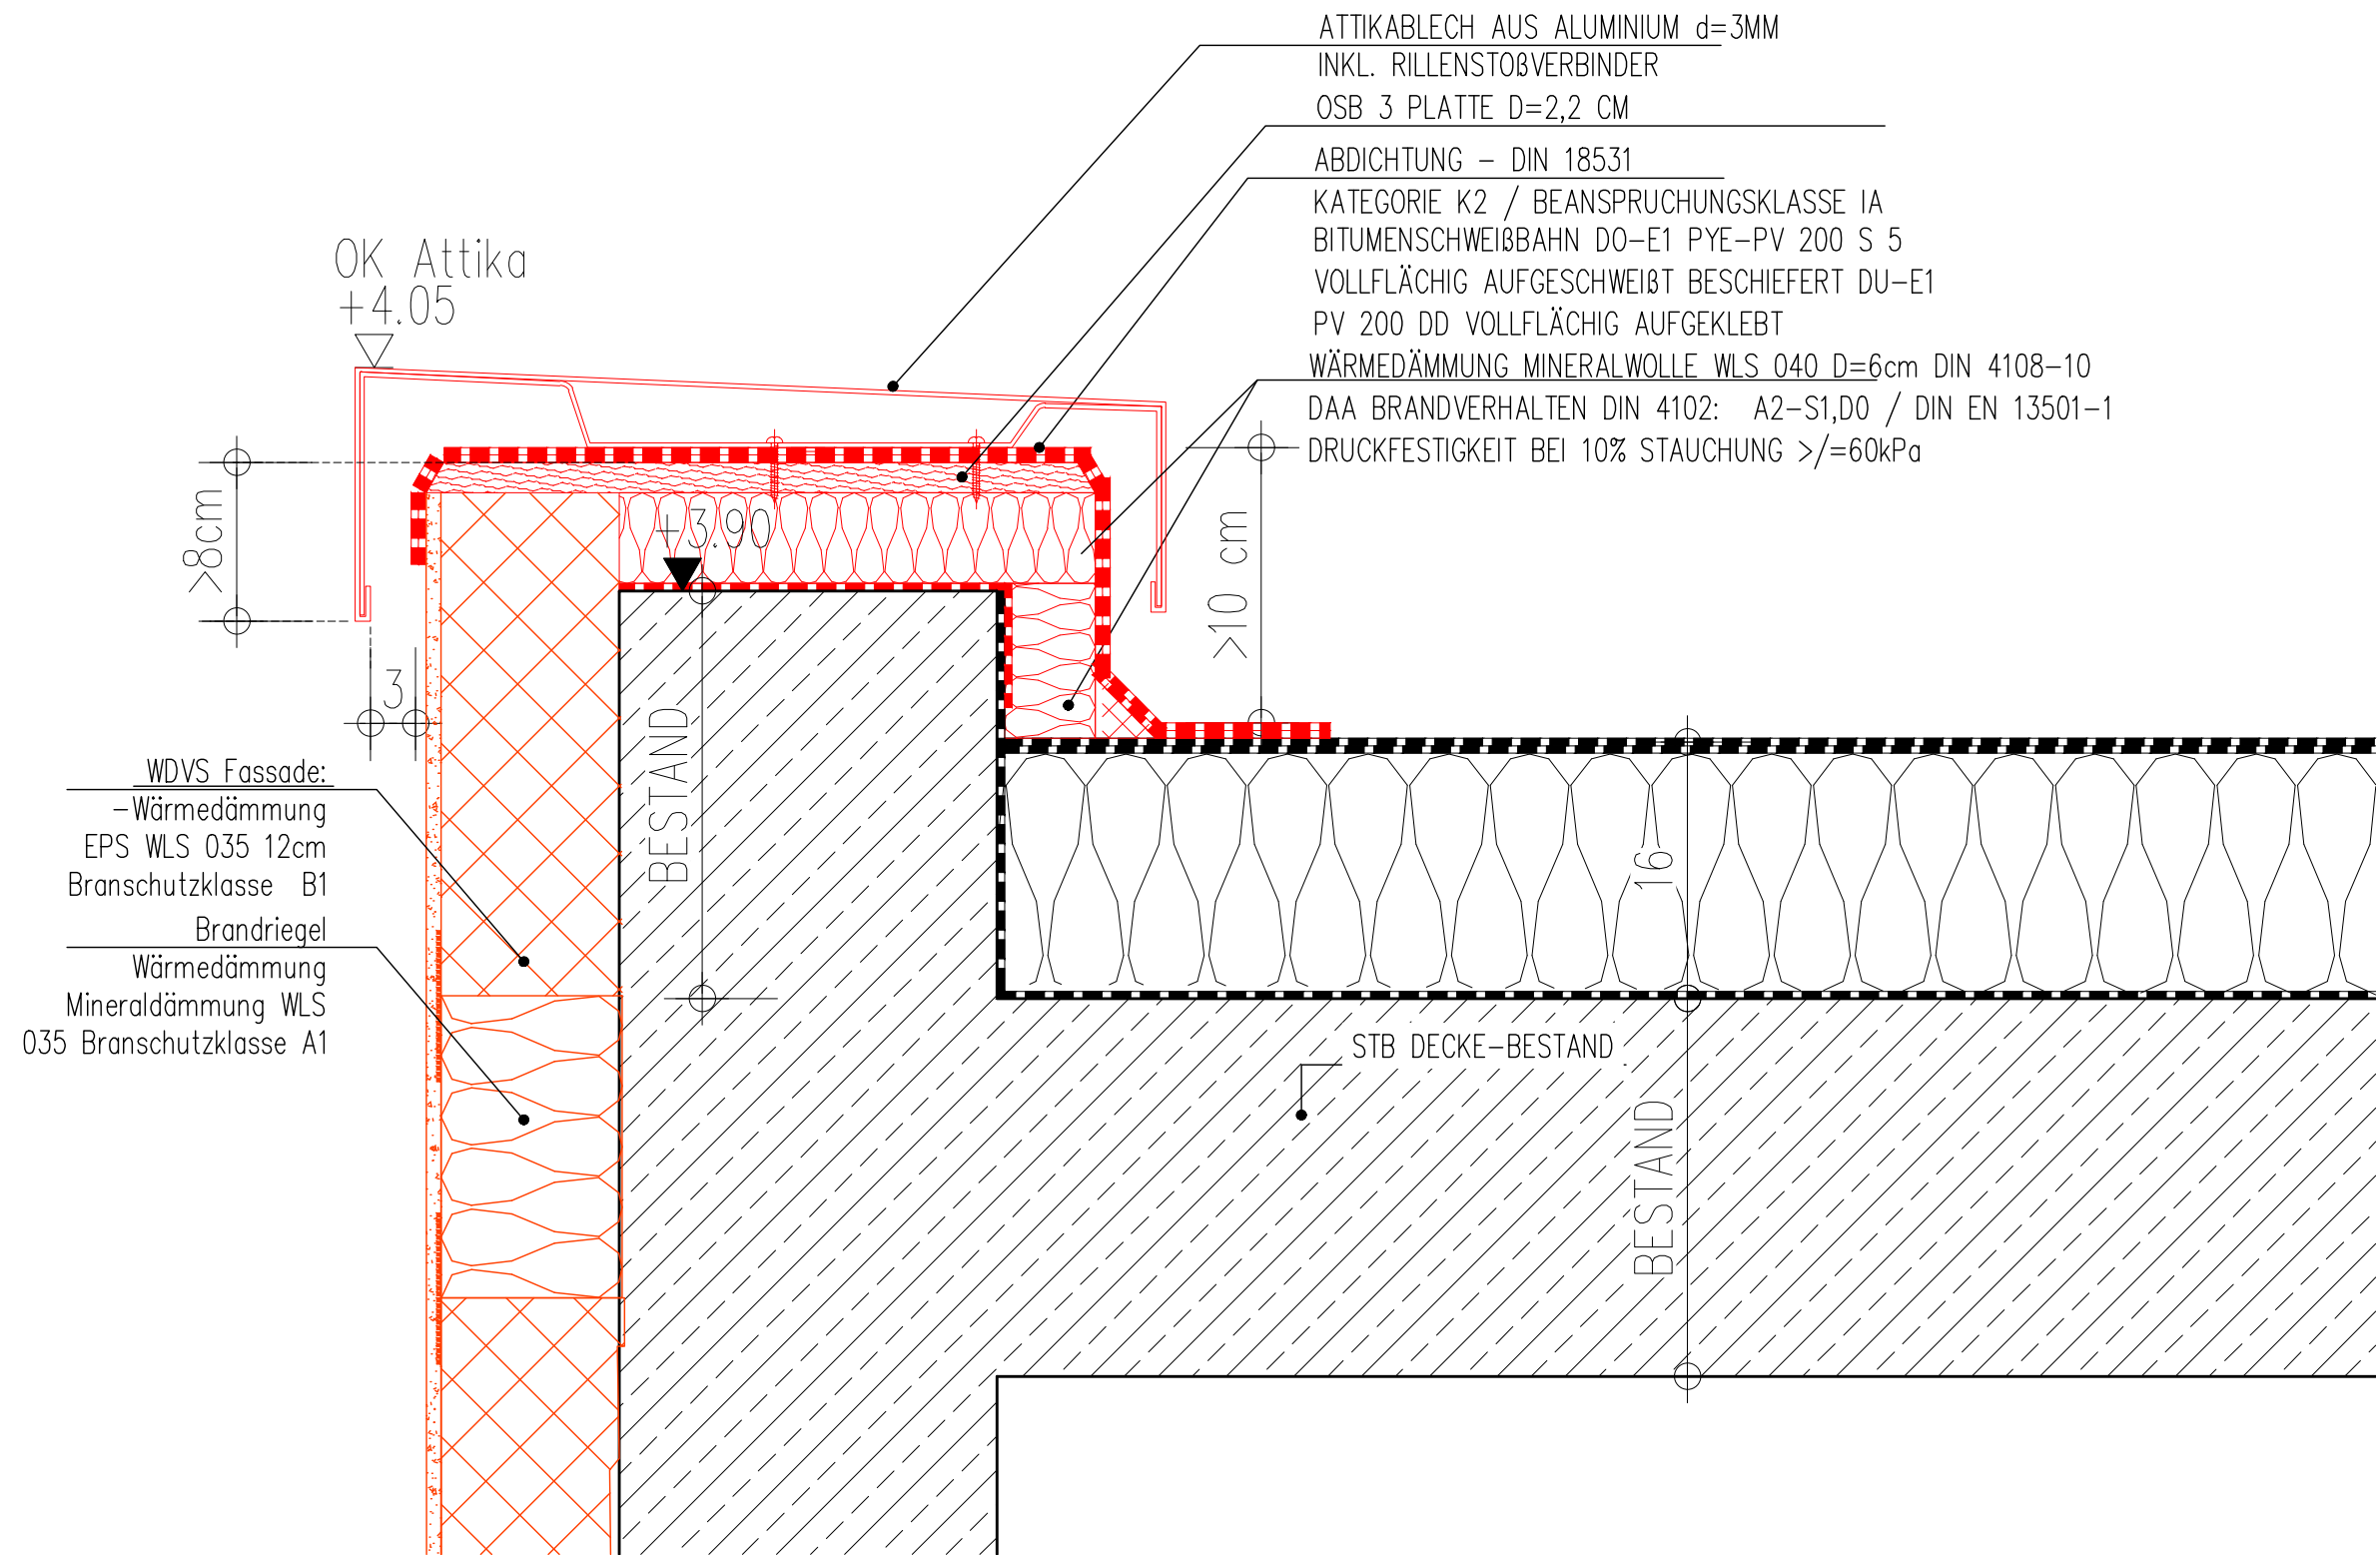 ATTIKABLECH AUS ALUMINIUM d=3MM
INKL. RILLENSTOßVERBINDER
OSB 3 PLATTE D=2,2 CM
ABDICHTUNG – DIN 18531
KATEGORIE K2 / BEANSPRUCHUNGSKLASSE IA
BITUMENSCHWEIßBAHN DO–E1 PYE–PV 200 S 5
VOLLFLÄCHIG AUFGESCHWEIßT BESCHIEFERT DU–E1
PV 200 DD VOLLFLÄCHIG AUFGEKLEBT
WÄRMEDÄMMUNG MINERALWOLLE WLS 040 D=6cm DIN 4108–10
DAA BRANDVERHALTEN DIN 4102: A2–S1,D0 / DIN EN 13501–1
DRUCKFESTIGKEIT BEI 10% STAUCHUNG >/=60kPa
OK Attika
+4.05
>8cm
+3.90
>10 cm
3
BESTAND
WDVS Fassade:
–Wärmedämmung
EPS WLS 035 12cm
Branschutzklasse B1
Brandriegel
Wärmedämmung
Mineraldämmung WLS
035 Branschutzklasse A1
16
STB DECKE–BESTAND
BESTAND